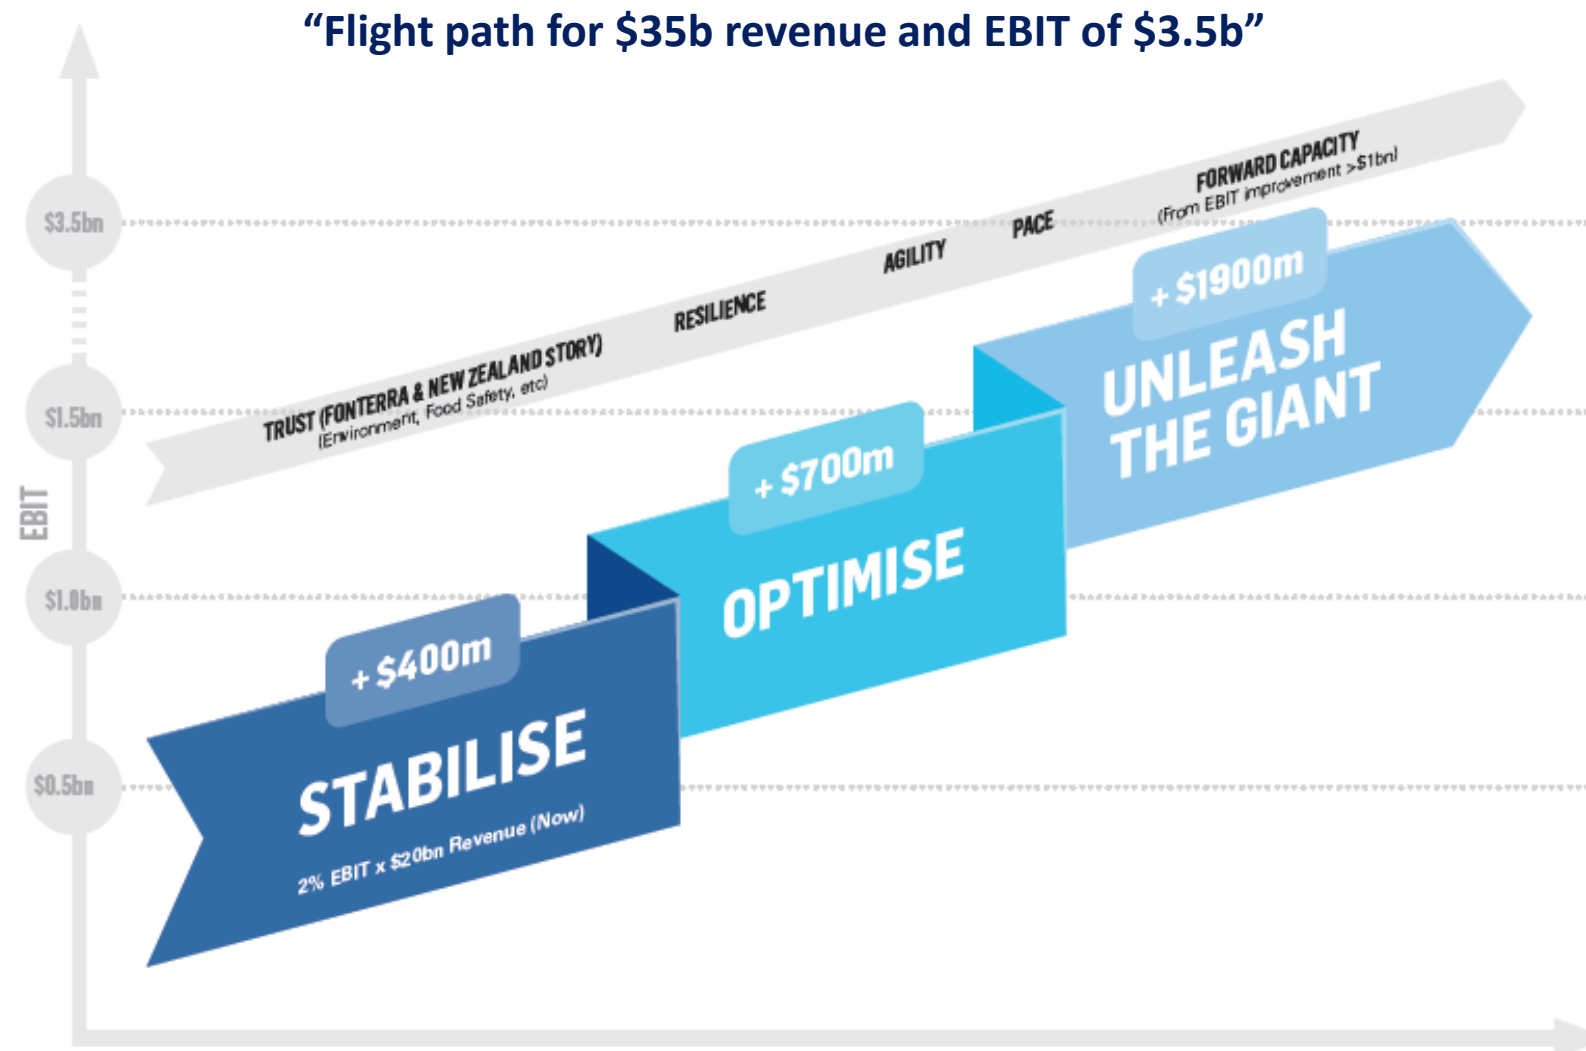 “Flight path for $35b revenue and EBIT of $3.5b”
FORWARD CAPACITY
(From EBIT improvement >$1bn)
PACE
AGILITY
RESILIENCE
TRUST (FONTERRA & NEW ZEALAND STORY)
(Environment, Food Safety, etc)
$3.5bn
$1.5bn
EBIT
$1.0bn
$0.5bn
+ $1900m
UNLEASH
THE GIANT
+ $700m
OPTIMISE
+ $400m
STABILISE
2% EBIT x $20bn Revenue (Now)